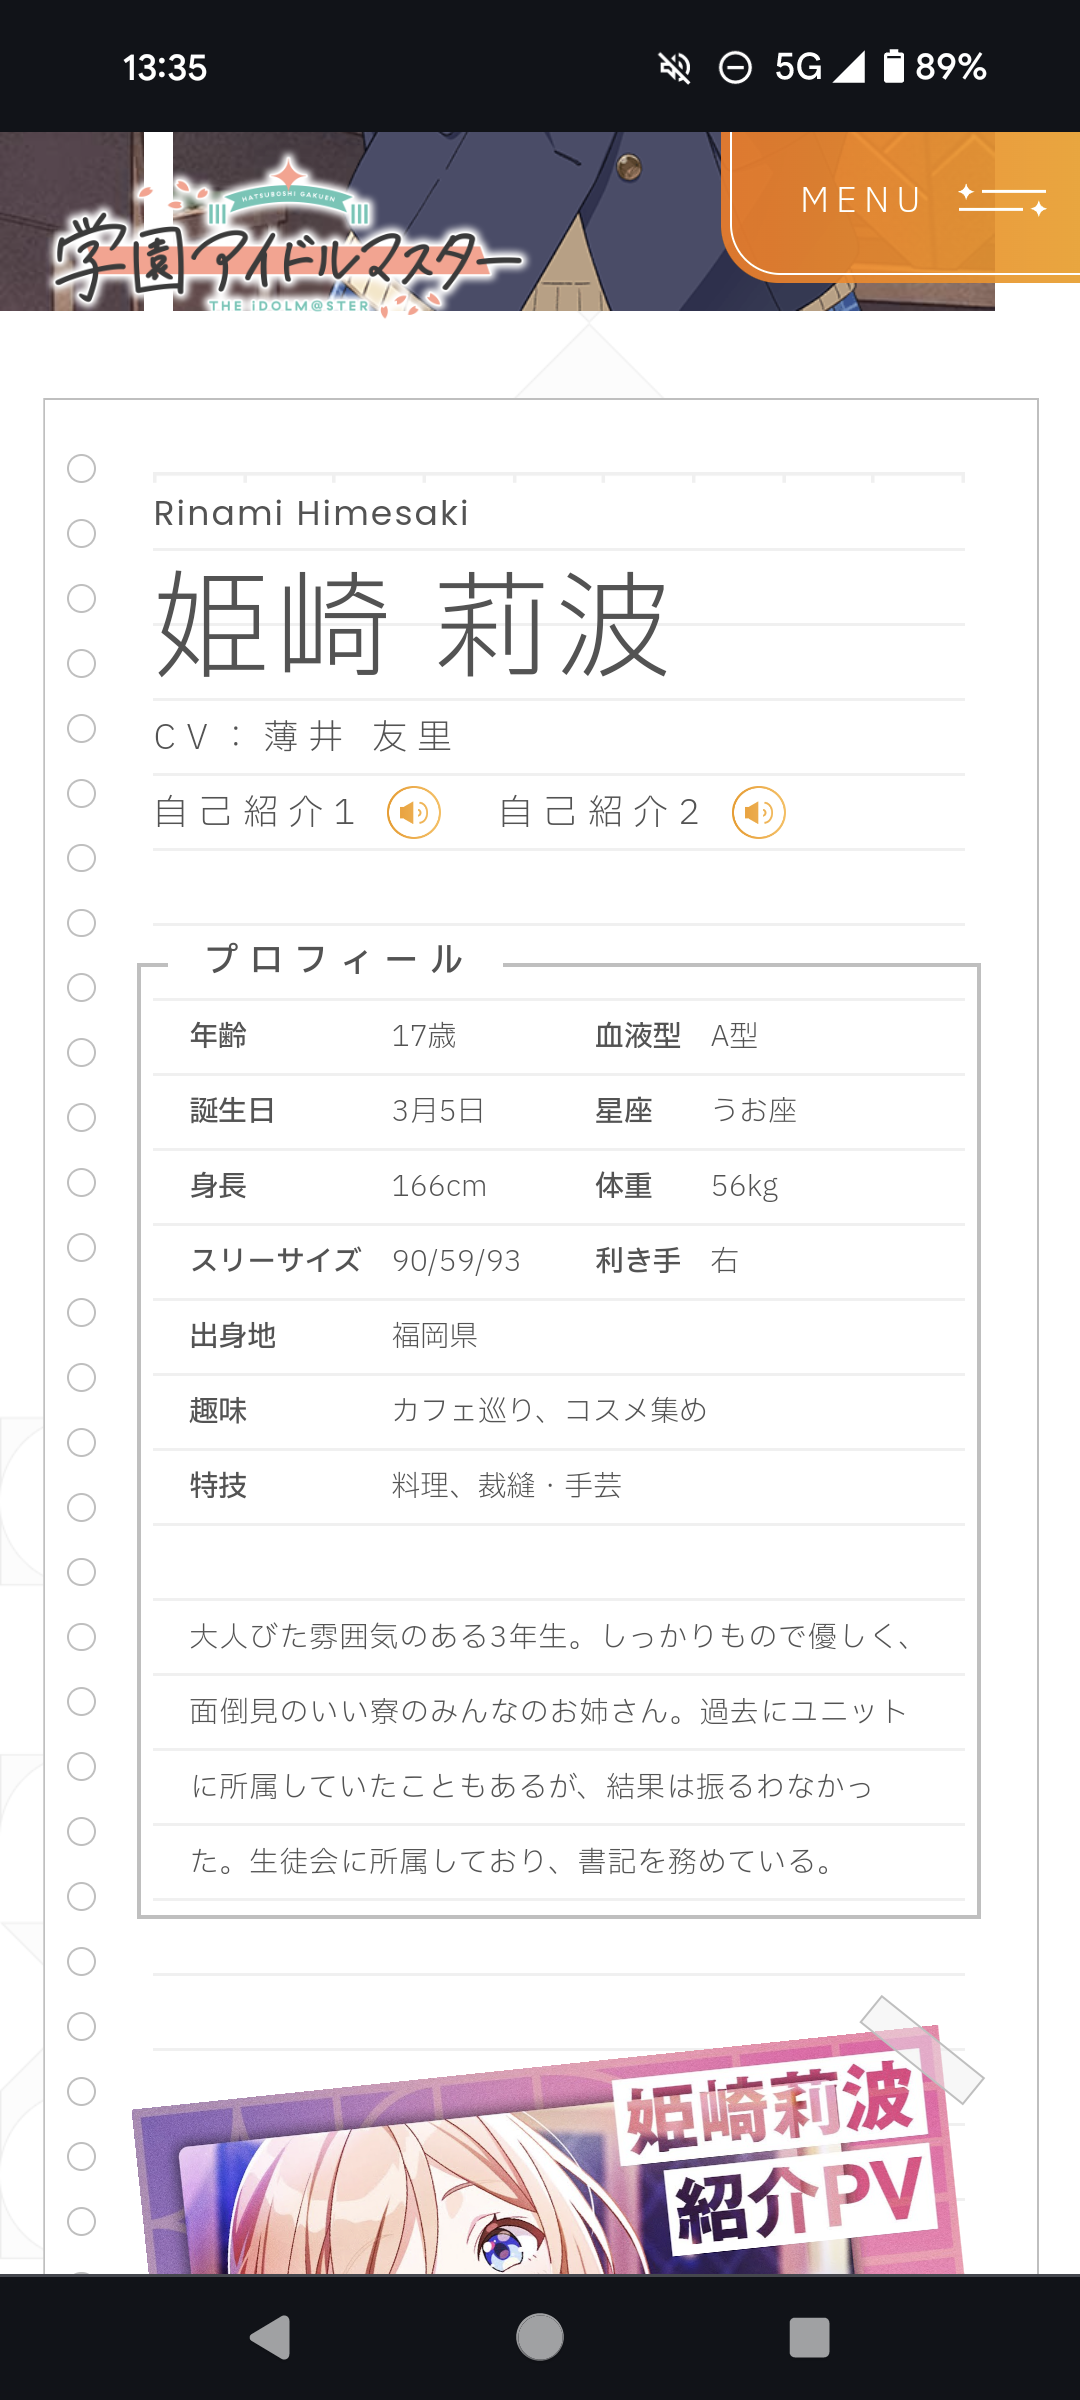 13:35
5G 89%
HATSUBOSHI GAKUEN
学園アイドルマスター
THE iDOLM@STER
MENU
Rinami Himesaki
姫崎 莉波
CV：薄井 友里
自己紹介1 自己紹介2
プロフィール
年齢 17歳 血液型 A型
誕生日 3月5日 星座 うお座
身長 166cm 体重 56kg
スリーサイズ 90/59/93 利き手 右
出身地 福岡県
趣味 カフェ巡り、コスメ集め
特技 料理、裁縫・手芸
大人びた雰囲気のある3年生。しっかりもので優しく、
面倒見のいい寮のみんなのお姉さん。過去にユニット
に所属していたこともあるが、結果は振るわなかっ
た。生徒会に所属しており、書記を務めている。
姫崎莉波
紹介PV